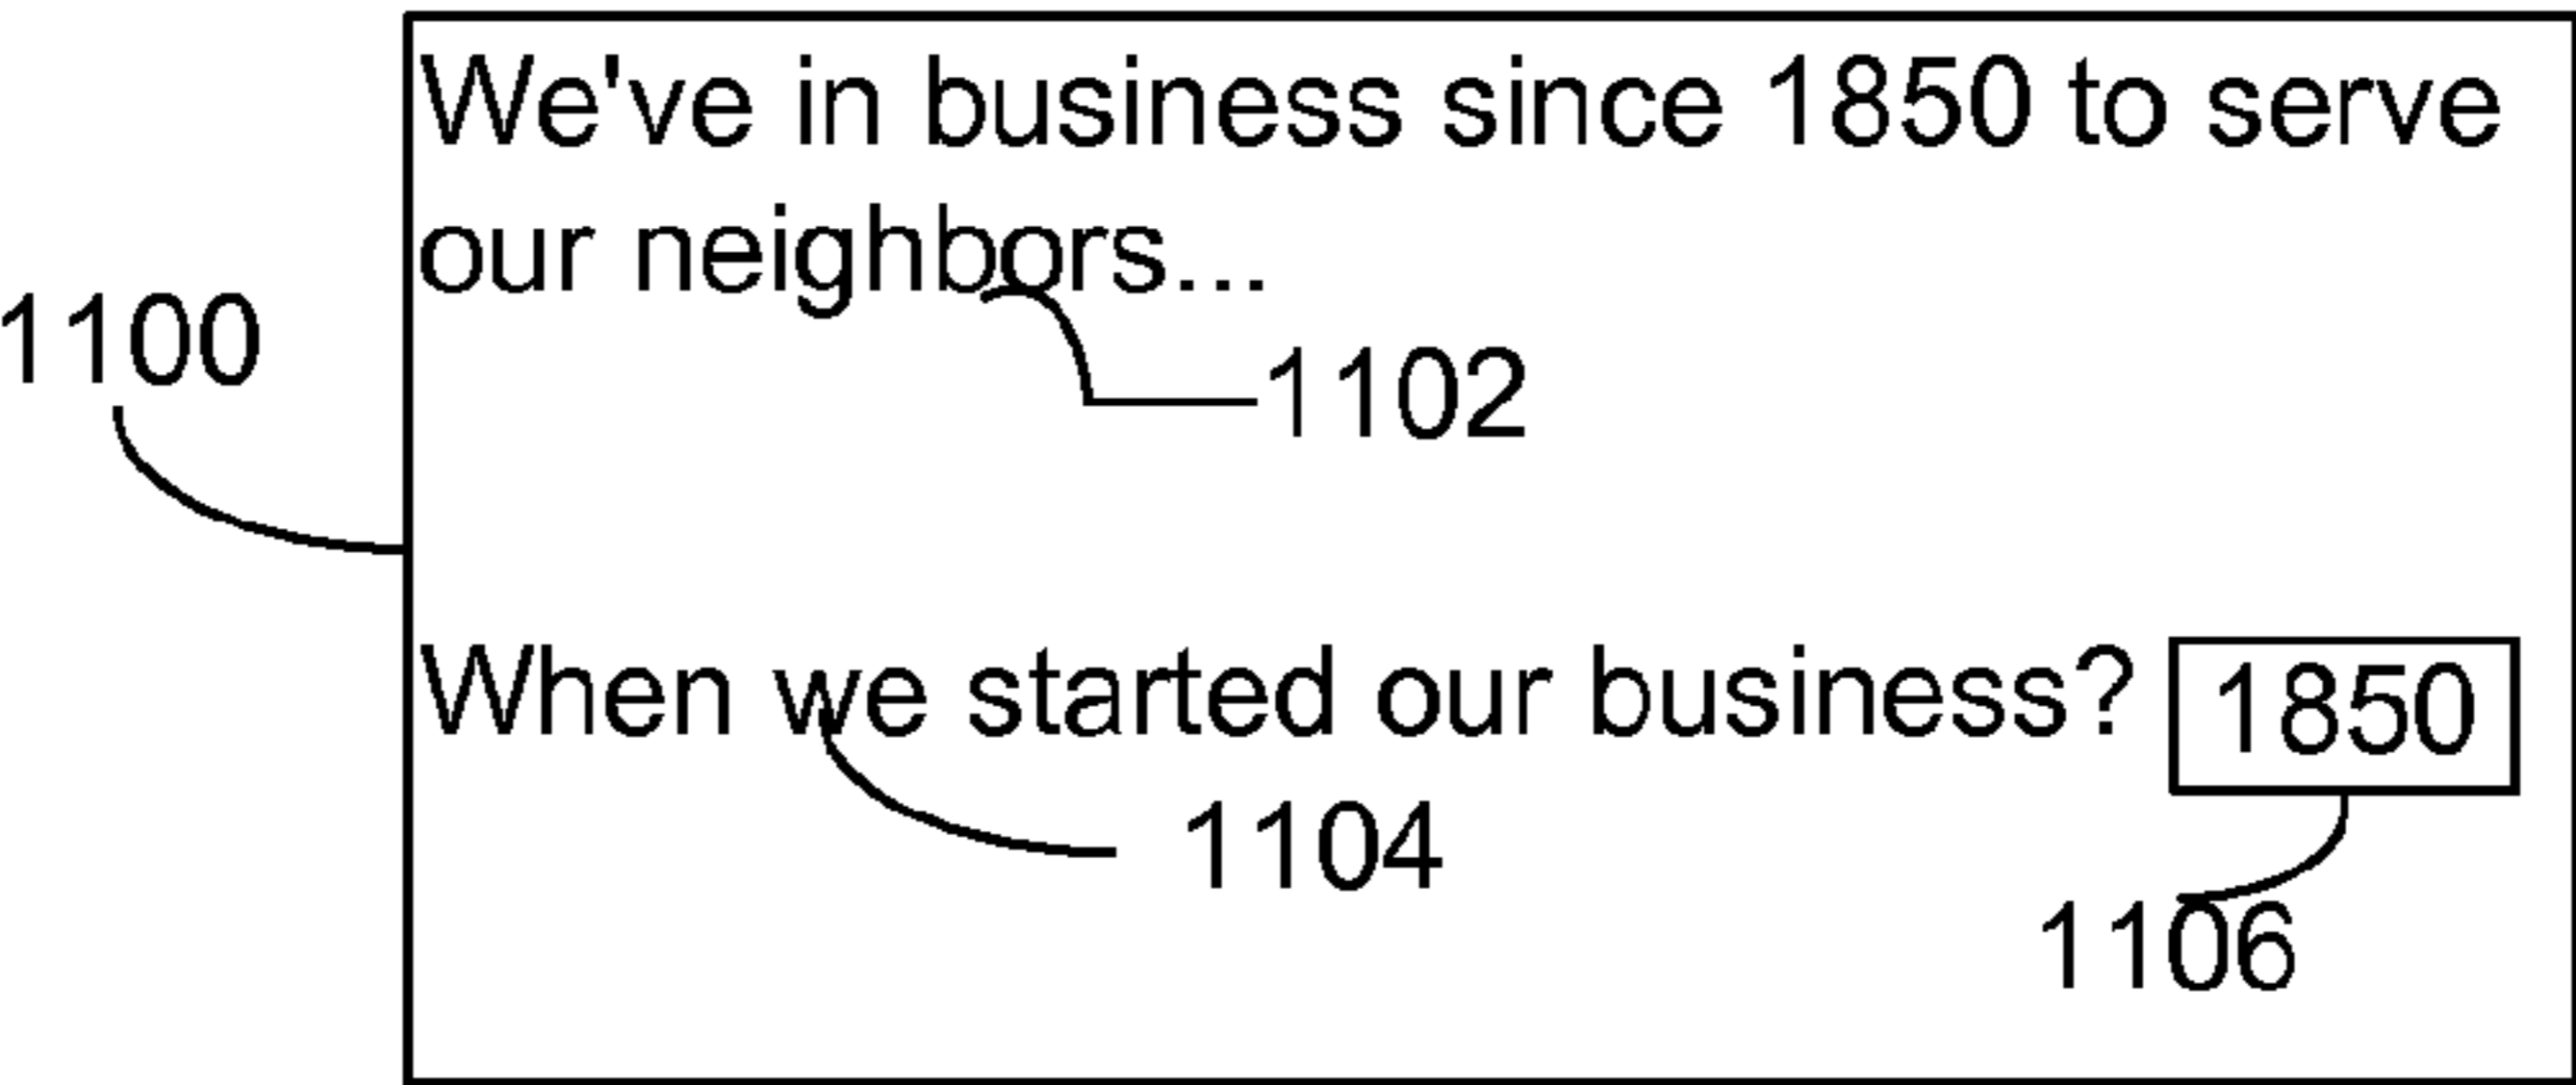 We've in business since 1850 to serve
our neighbors...
1100
1102
When we started our business? 1850
1104
1106